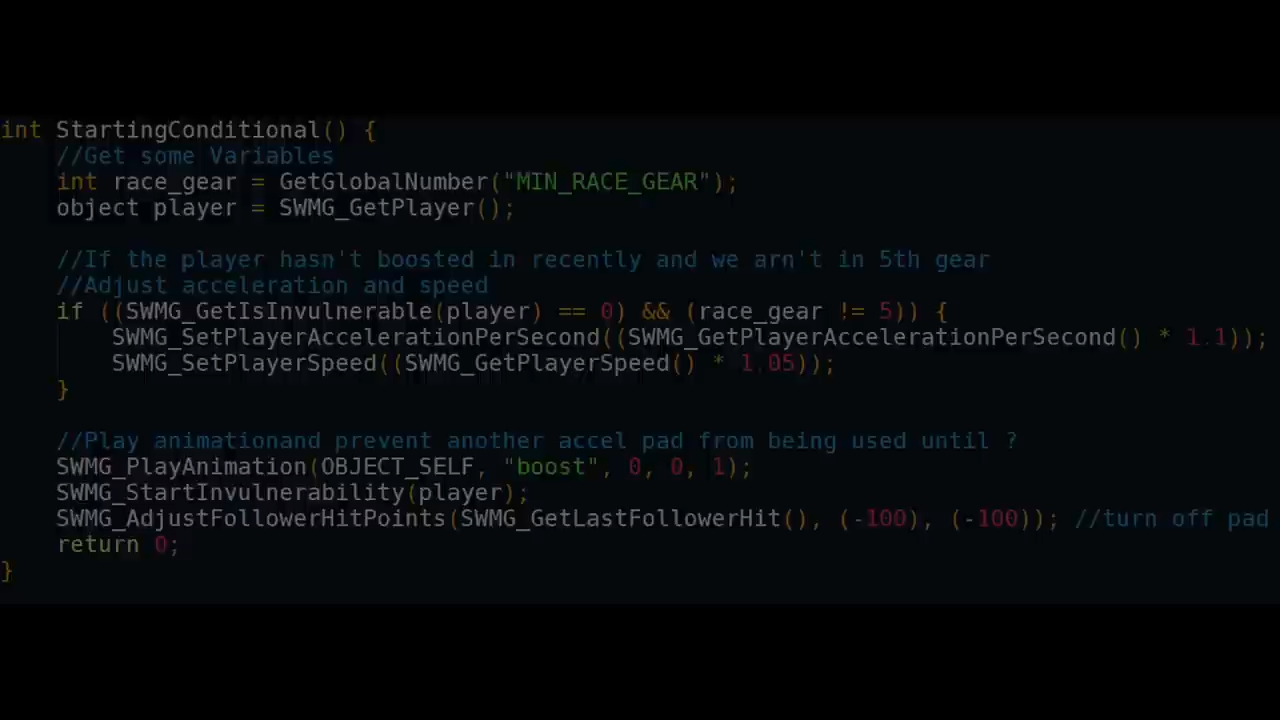 int StartingConditional() {
    //Get some Variables
    int race_gear = GetGlobalNumber("MIN_RACE_GEAR");
    object player = SWMG_GetPlayer();

    //If the player hasn't boosted in recently and we arn't in 5th gear
    //Adjust acceleration and speed
    if ((SWMG_GetIsInvulnerable(player) == 0) && (race_gear != 5)) {
        SWMG_SetPlayerAccelerationPerSecond((SWMG_GetPlayerAccelerationPerSecond() * 1.1));
        SWMG_SetPlayerSpeed((SWMG_GetPlayerSpeed() * 1.05));
    }

    //Play animationand prevent another accel pad from being used until ?
    SWMG_PlayAnimation(OBJECT_SELF, "boost", 0, 0, 1);
    SWMG_StartInvulnerability(player);
    SWMG_AdjustFollowerHitPoints(SWMG_GetLastFollowerHit(), (-100), (-100)); //turn off pad
    return 0;
}